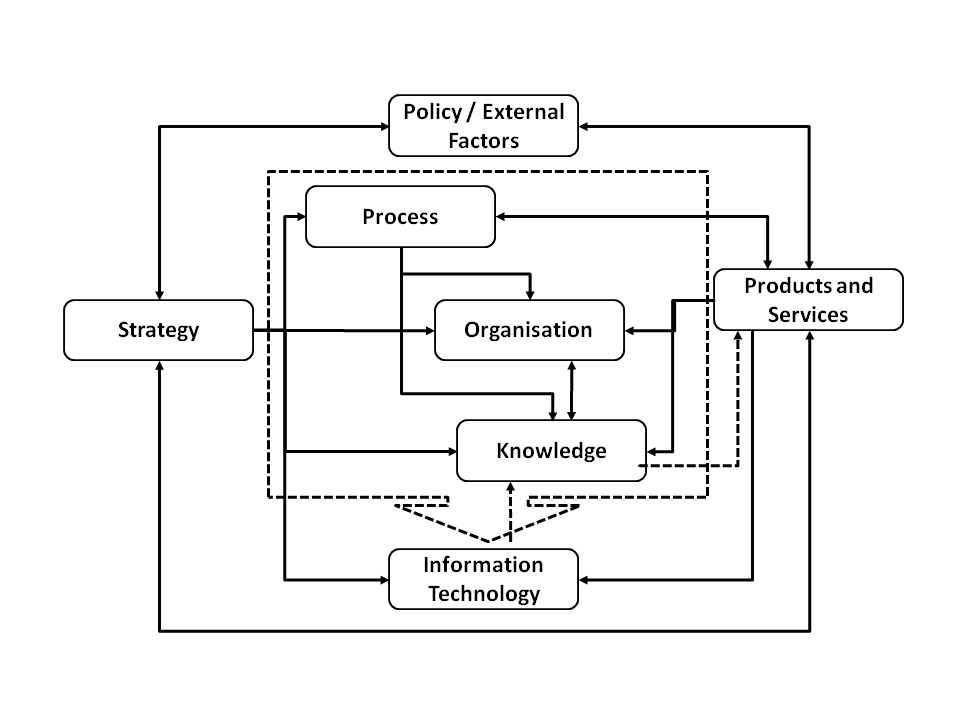 Policy / External
Factors
Process
Products and
Services
Strategy
Organisation
Knowledge
Information
Technology